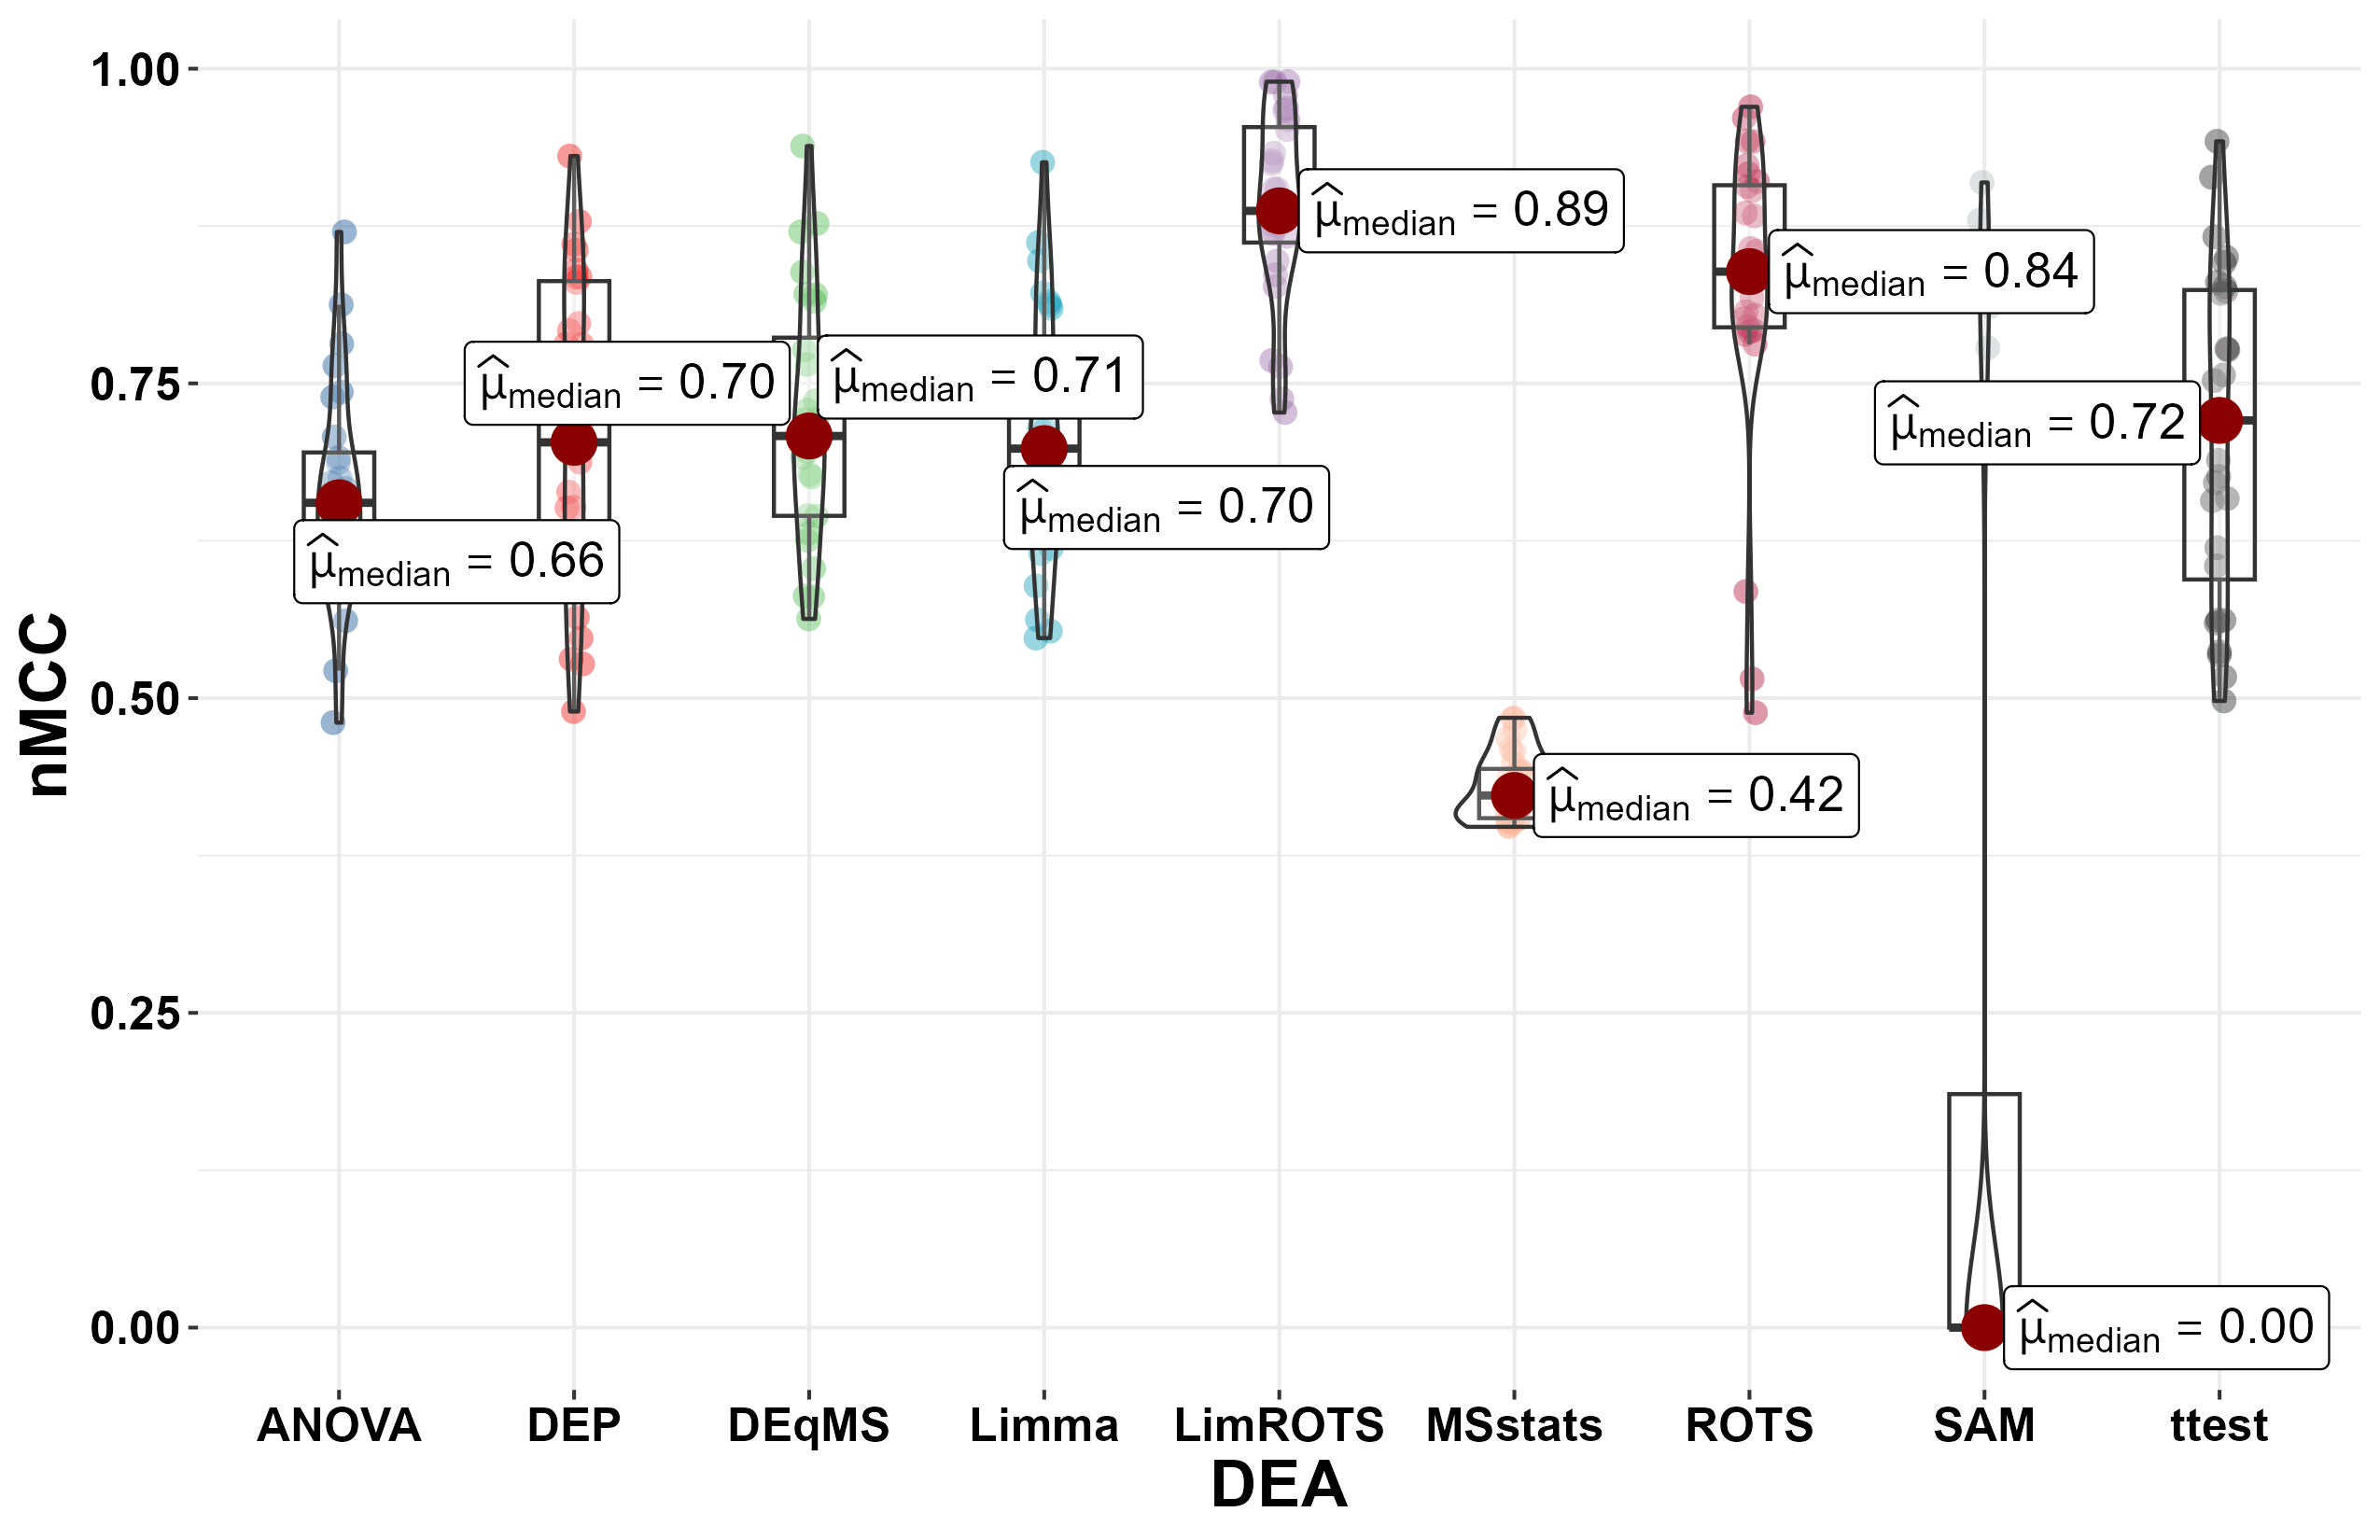 nMCC
1.00
0.75
0.50
0.25
0.00
μ̂median = 0.66
μ̂median = 0.70
μ̂median = 0.71
μ̂median = 0.70
μ̂median = 0.89
μ̂median = 0.42
μ̂median = 0.84
μ̂median = 0.00
μ̂median = 0.72
ANOVA DEP DEqMS Limma LimROTS MSstats ROTS SAM ttest
DEA